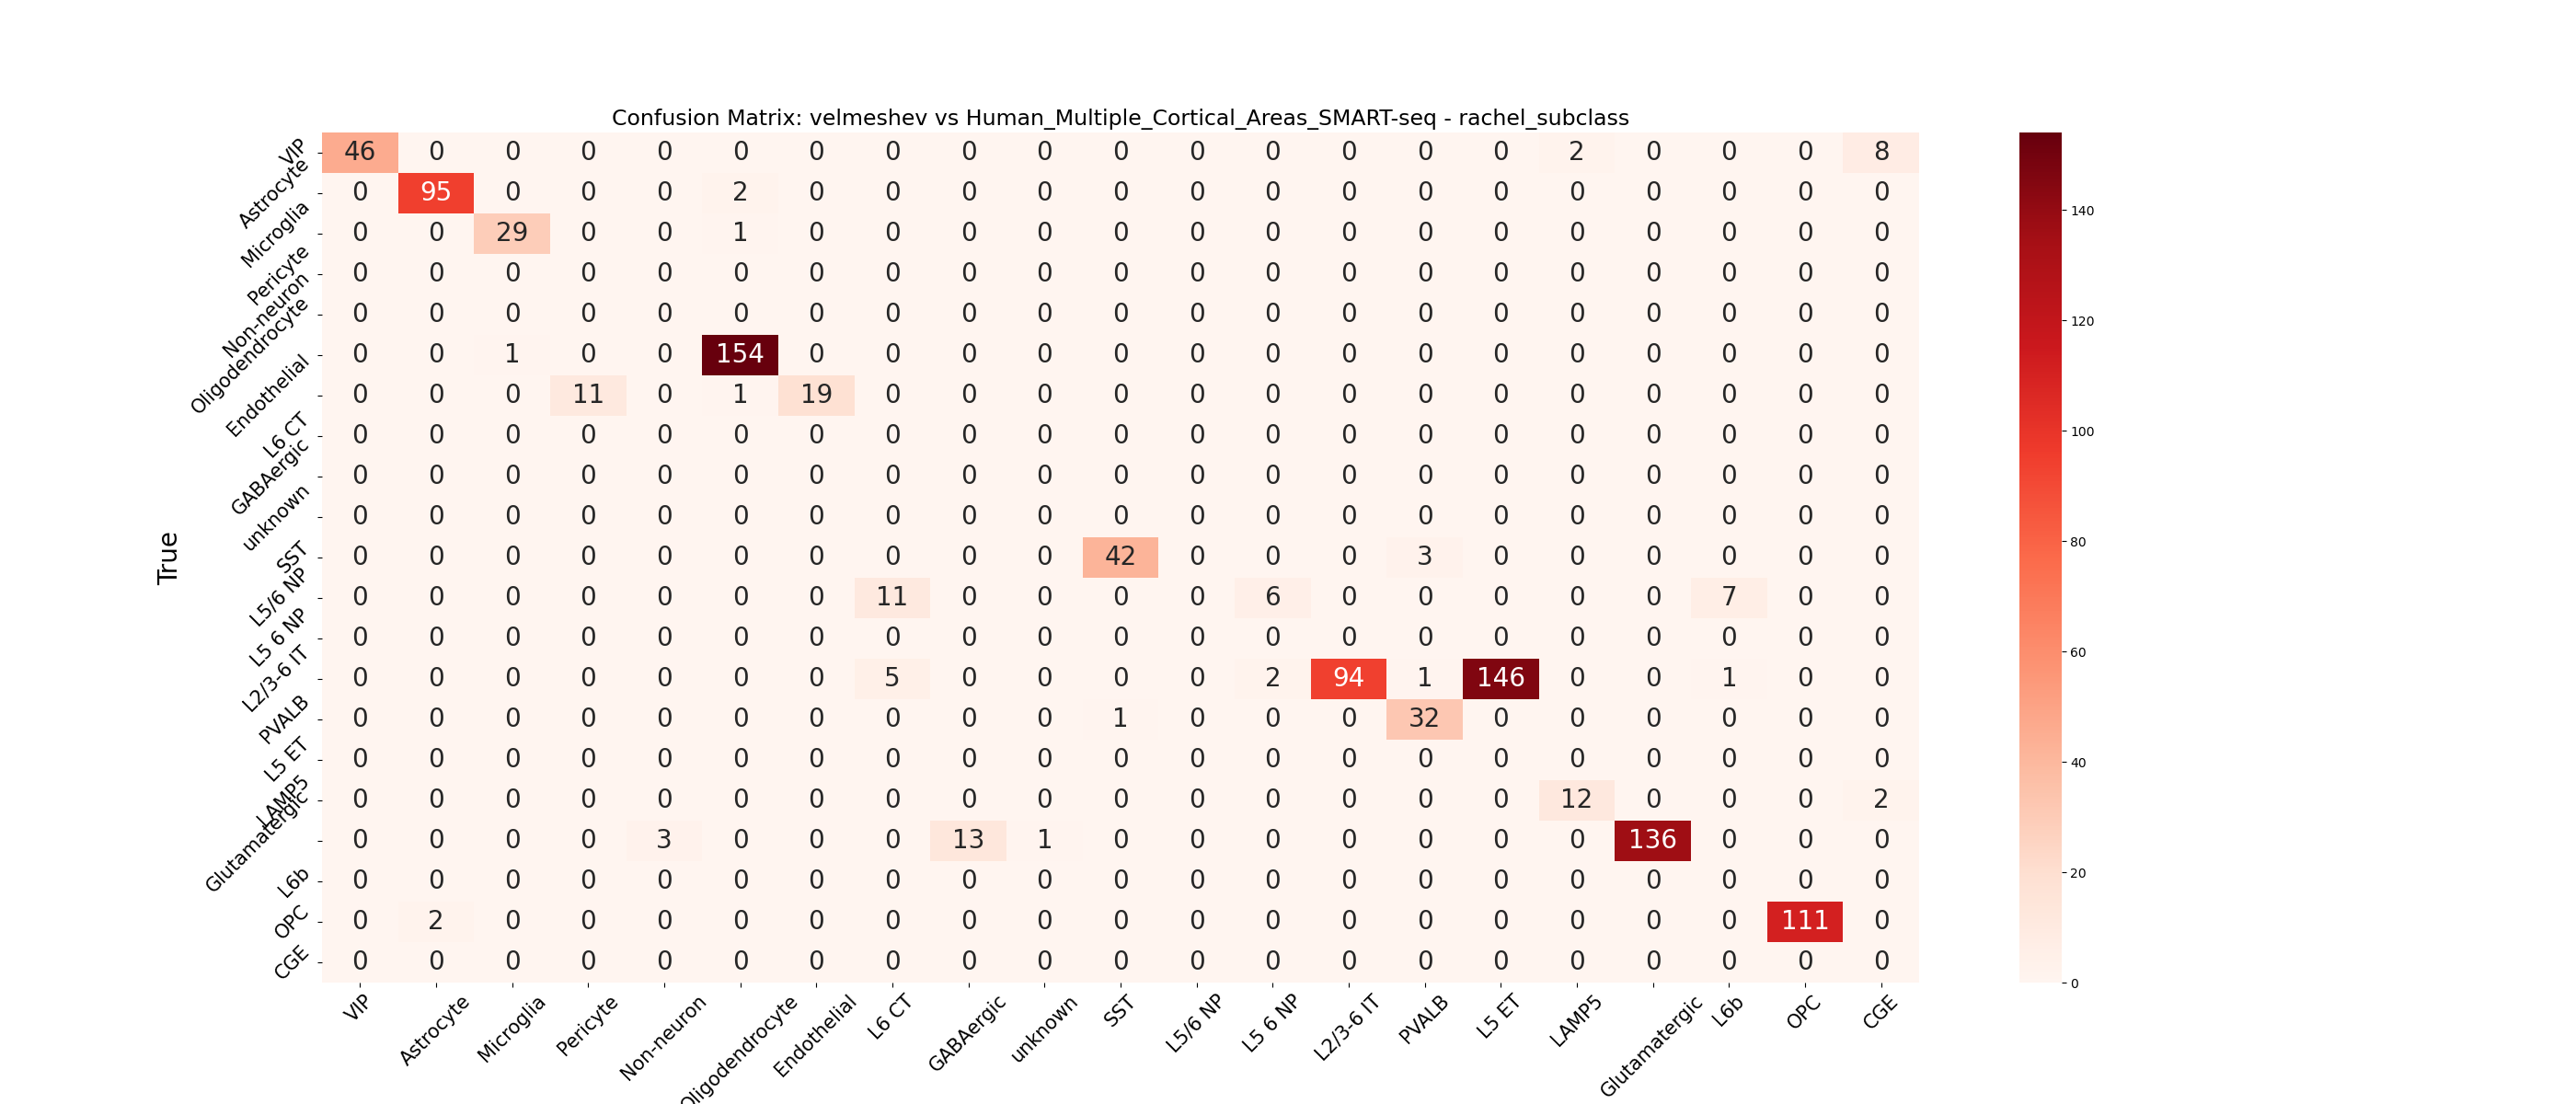 Confusion Matrix: velmeshev vs Human_Multiple_Cortical_Areas_SMART-seq - rachel_subclass
True
VIP 46 0 0 0 0 0 0 0 0 0 0 0 0 0 0 0 2 0 0 0 8
Astrocyte 0 95 0 0 0 2 0 0 0 0 0 0 0 0 0 0 0 0 0 0 0
Microglia 0 0 29 0 0 1 0 0 0 0 0 0 0 0 0 0 0 0 0 0 0
Pericyte 0 0 0 0 0 0 0 0 0 0 0 0 0 0 0 0 0 0 0 0 0
Non-neuron 0 0 0 0 0 0 0 0 0 0 0 0 0 0 0 0 0 0 0 0 0
Oligodendrocyte 0 0 1 0 0 154 0 0 0 0 0 0 0 0 0 0 0 0 0 0 0
Endothelial 0 0 0 11 0 1 19 0 0 0 0 0 0 0 0 0 0 0 0 0 0
L6 CT 0 0 0 0 0 0 0 0 0 0 0 0 0 0 0 0 0 0 0 0 0
GABAergic 0 0 0 0 0 0 0 0 0 0 0 0 0 0 0 0 0 0 0 0 0
unknown 0 0 0 0 0 0 0 0 0 0 0 0 0 0 0 0 0 0 0 0 0
SST 0 0 0 0 0 0 0 0 0 0 42 0 0 0 3 0 0 0 0 0 0
L5/6 NP 0 0 0 0 0 0 0 11 0 0 0 0 6 0 0 0 0 0 7 0 0
L5 6 NP 0 0 0 0 0 0 0 0 0 0 0 0 0 0 0 0 0 0 0 0 0
L2/3-6 IT 0 0 0 0 0 0 0 5 0 0 0 0 2 94 1 146 0 0 1 0 0
PVALB 0 0 0 0 0 0 0 0 0 0 1 0 0 0 32 0 0 0 0 0 0
L5 ET 0 0 0 0 0 0 0 0 0 0 0 0 0 0 0 0 0 0 0 0 0
LAMP5 0 0 0 0 0 0 0 0 0 0 0 0 0 0 0 0 12 0 0 0 2
Glutamatergic 0 0 0 0 3 0 0 0 13 1 0 0 0 0 0 0 0 136 0 0 0
L6b 0 0 0 0 0 0 0 0 0 0 0 0 0 0 0 0 0 0 0 0 0
OPC 0 2 0 0 0 0 0 0 0 0 0 0 0 0 0 0 0 0 0 111 0
CGE 0 0 0 0 0 0 0 0 0 0 0 0 0 0 0 0 0 0 0 0 0
VIP Astrocyte Microglia Pericyte Non-neuron Oligodendrocyte Endothelial L6 CT GABAergic unknown SST L5/6 NP L5 6 NP L2/3-6 IT PVALB L5 ET LAMP5 Glutamatergic L6b OPC CGE
140
120
100
80
60
40
20
0